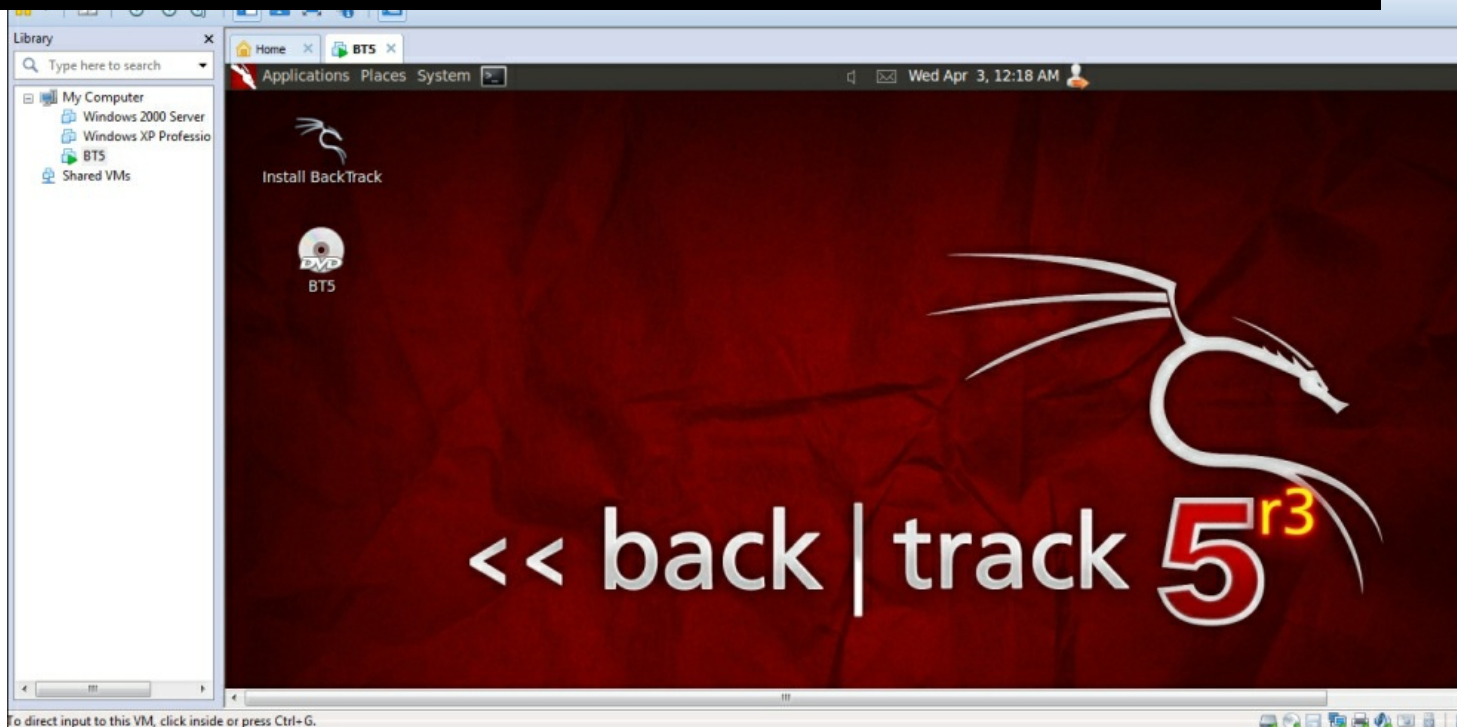 Library
Type here to search
My Computer
Windows 2000 Server
Windows XP Professio
BT5
Shared VMs
Home
BT5
Applications Places System
Wed Apr 3, 12:18 AM
Install BackTrack
DVD
BT5
<< back | track 5 r3
To direct input to this VM, click inside or press Ctrl+G.